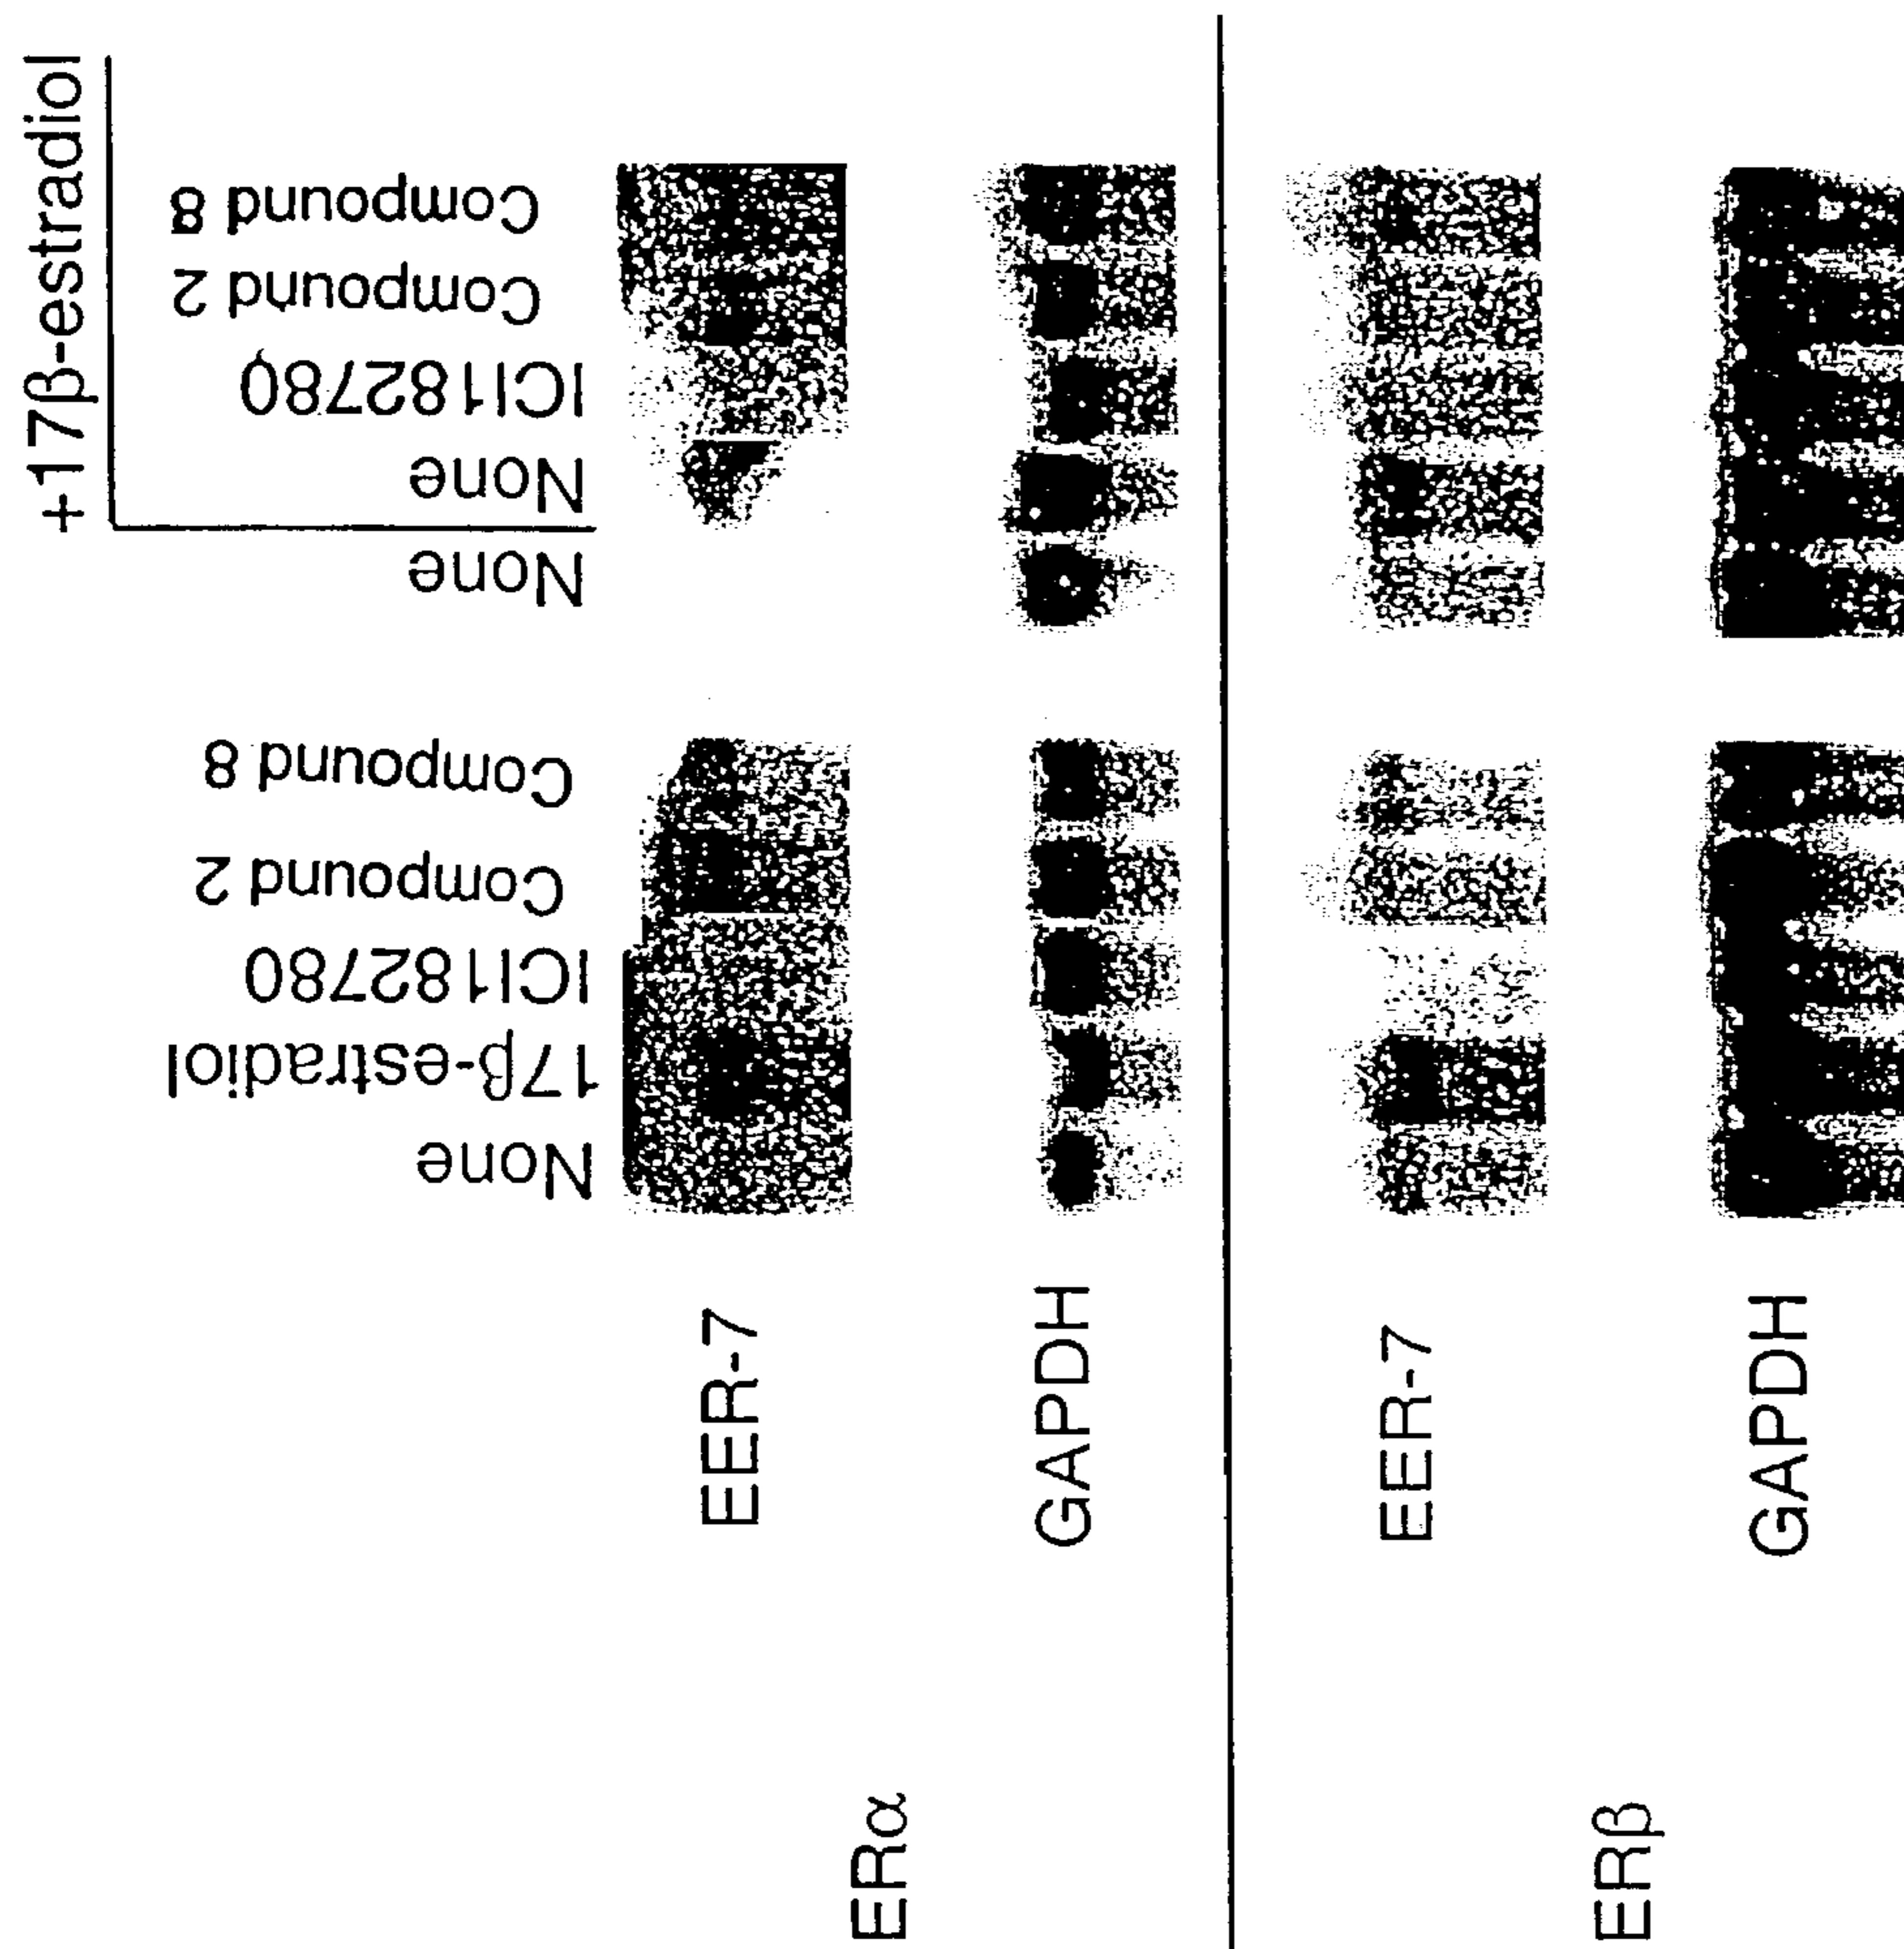 +17β-estradiol
None
17β-estradiol
ICI182780
Compound 2
Compound 8
None
None
ICI182780
Compound 2
Compound 8
ERα
EER-7
GAPDH
ERβ
EER-7
GAPDH